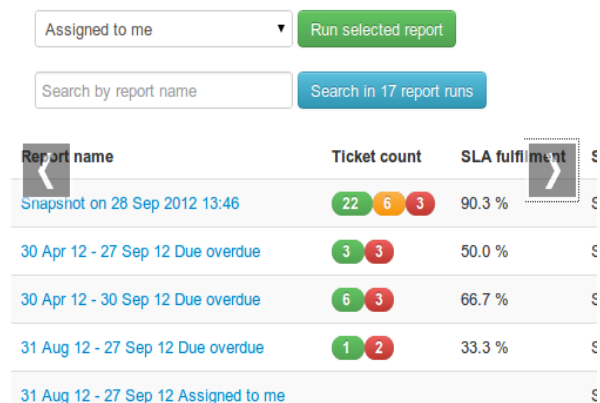 Assigned to me
Run selected report
Search by report name
Search in 17 report runs
Report name Ticket count SLA fulfilment S
Snapshot on 28 Sep 2012 13:46 22 6 3 90.3 % S
30 Apr 12 - 27 Sep 12 Due overdue 3 3 50.0 % S
30 Apr 12 - 30 Sep 12 Due overdue 6 3 66.7 % S
31 Aug 12 - 27 Sep 12 Due overdue 1 2 33.3 % S
31 Aug 12 - 27 Sep 12 Assigned to me S